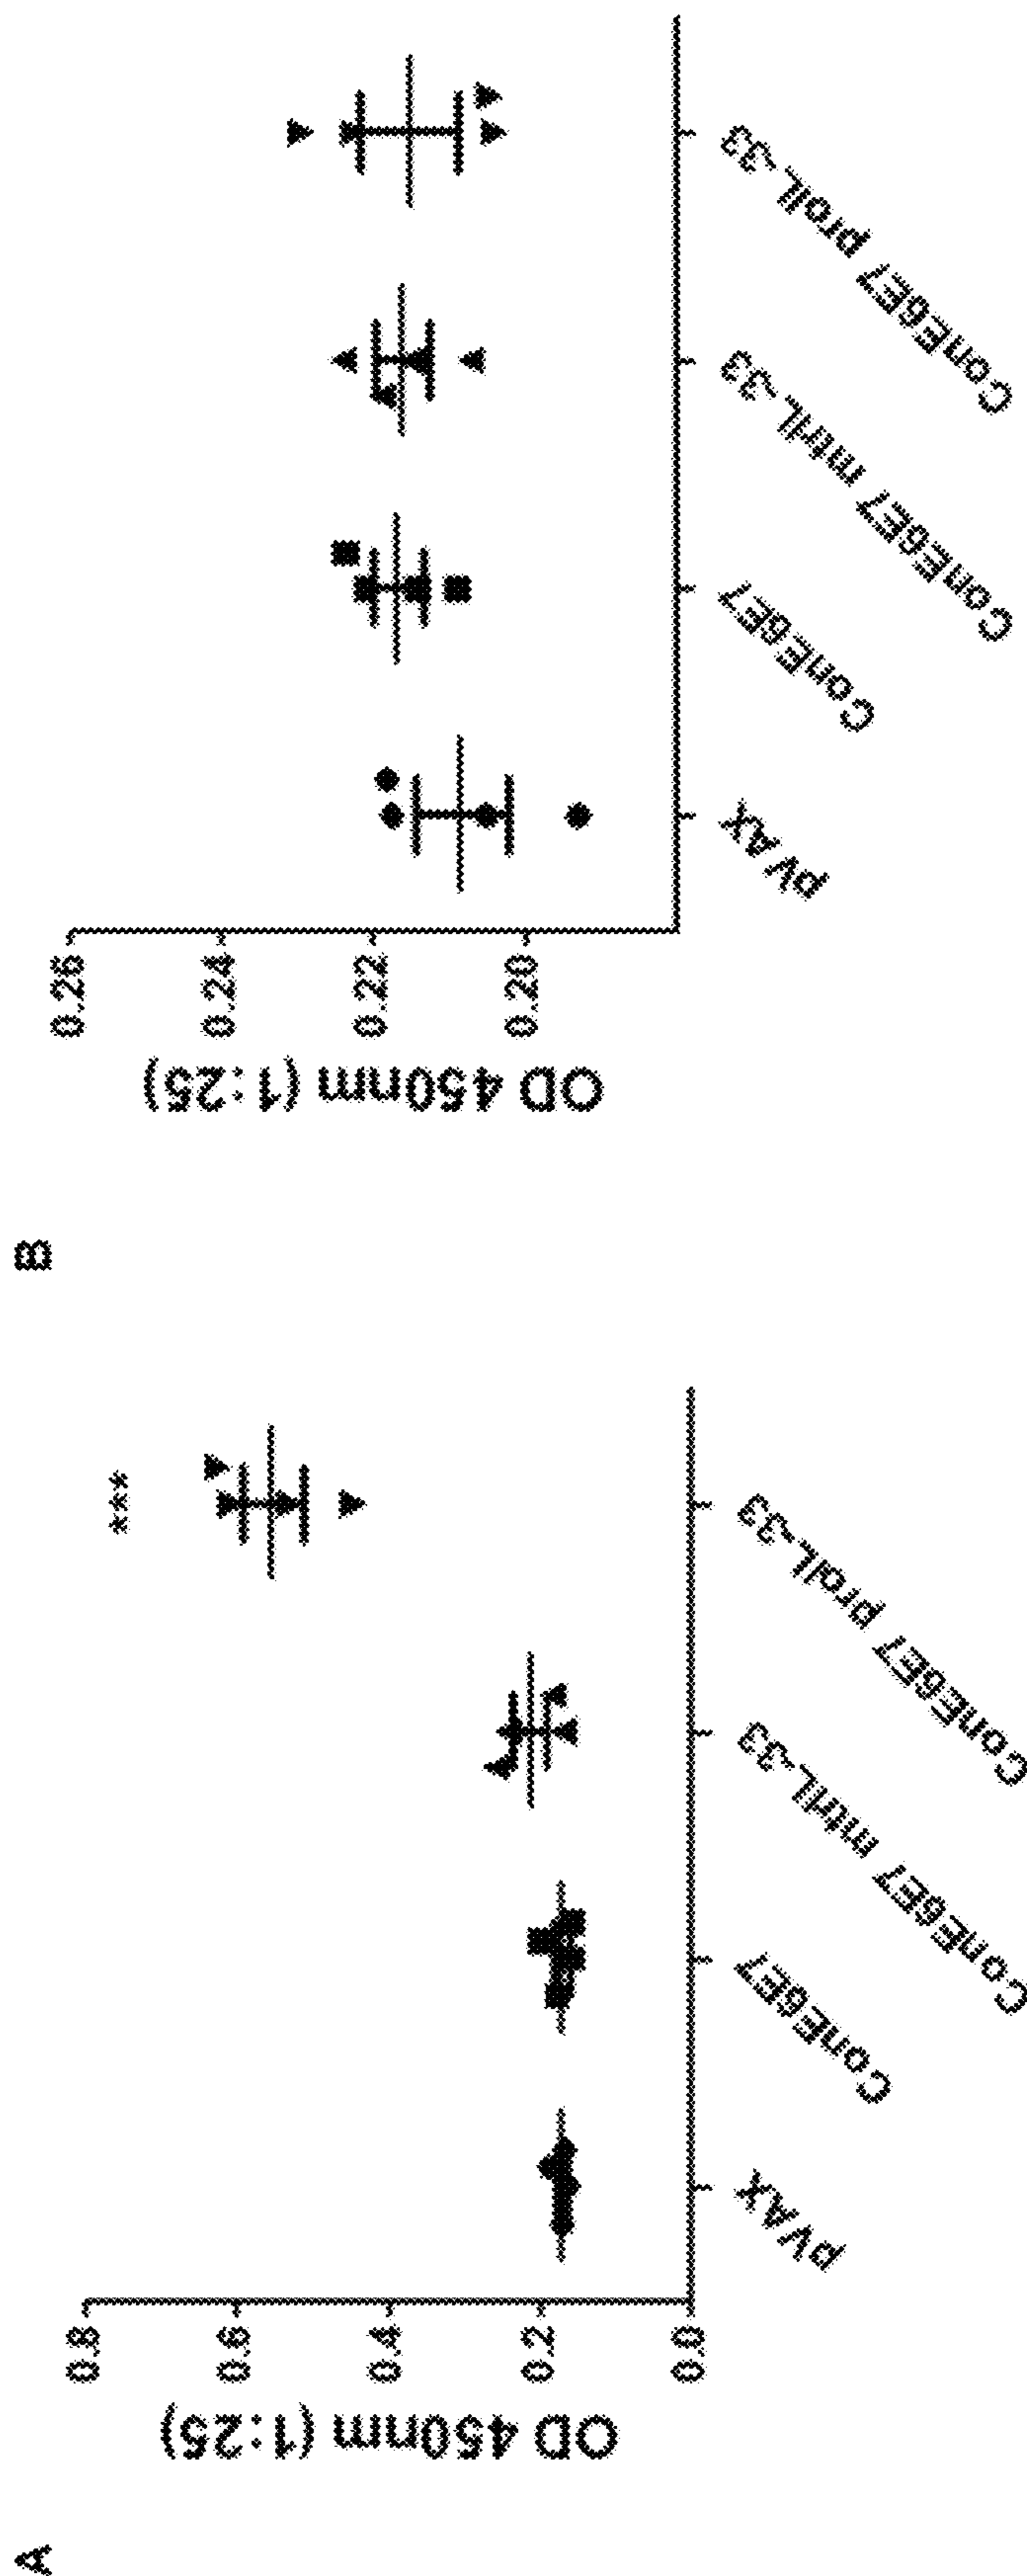 A
OD 450nm (1:25)
0.8
0.6
0.4
0.2
0.0
***
pVAX
ConE6E7
ConE6E7 mtrIL-33
ConE6E7 proIL-33
B
OD 450nm (1:25)
0.26
0.24
0.22
0.20
pVAX
ConE6E7
ConE6E7 mtrIL-33
ConE6E7 proIL-33